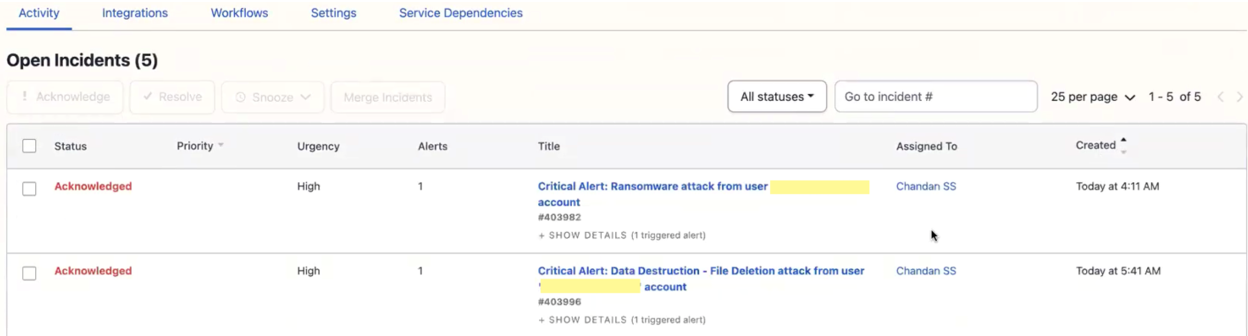 Activity Integrations Workflows Settings Service Dependencies
Open Incidents (5)
! Acknowledge ✓ Resolve Snooze Merge Incidents All statuses Go to incident # 25 per page 1 - 5 of 5 < >
Status Priority Urgency Alerts Title Assigned To Created
Acknowledged High 1 Critical Alert: Ransomware attack from user Chandan SS Today at 4:11 AM
account
#403982
+ SHOW DETAILS (1 triggered alert)
Acknowledged High 1 Critical Alert: Data Destruction - File Deletion attack from user Chandan SS Today at 5:41 AM
' ' account
#403996
+ SHOW DETAILS (1 triggered alert)